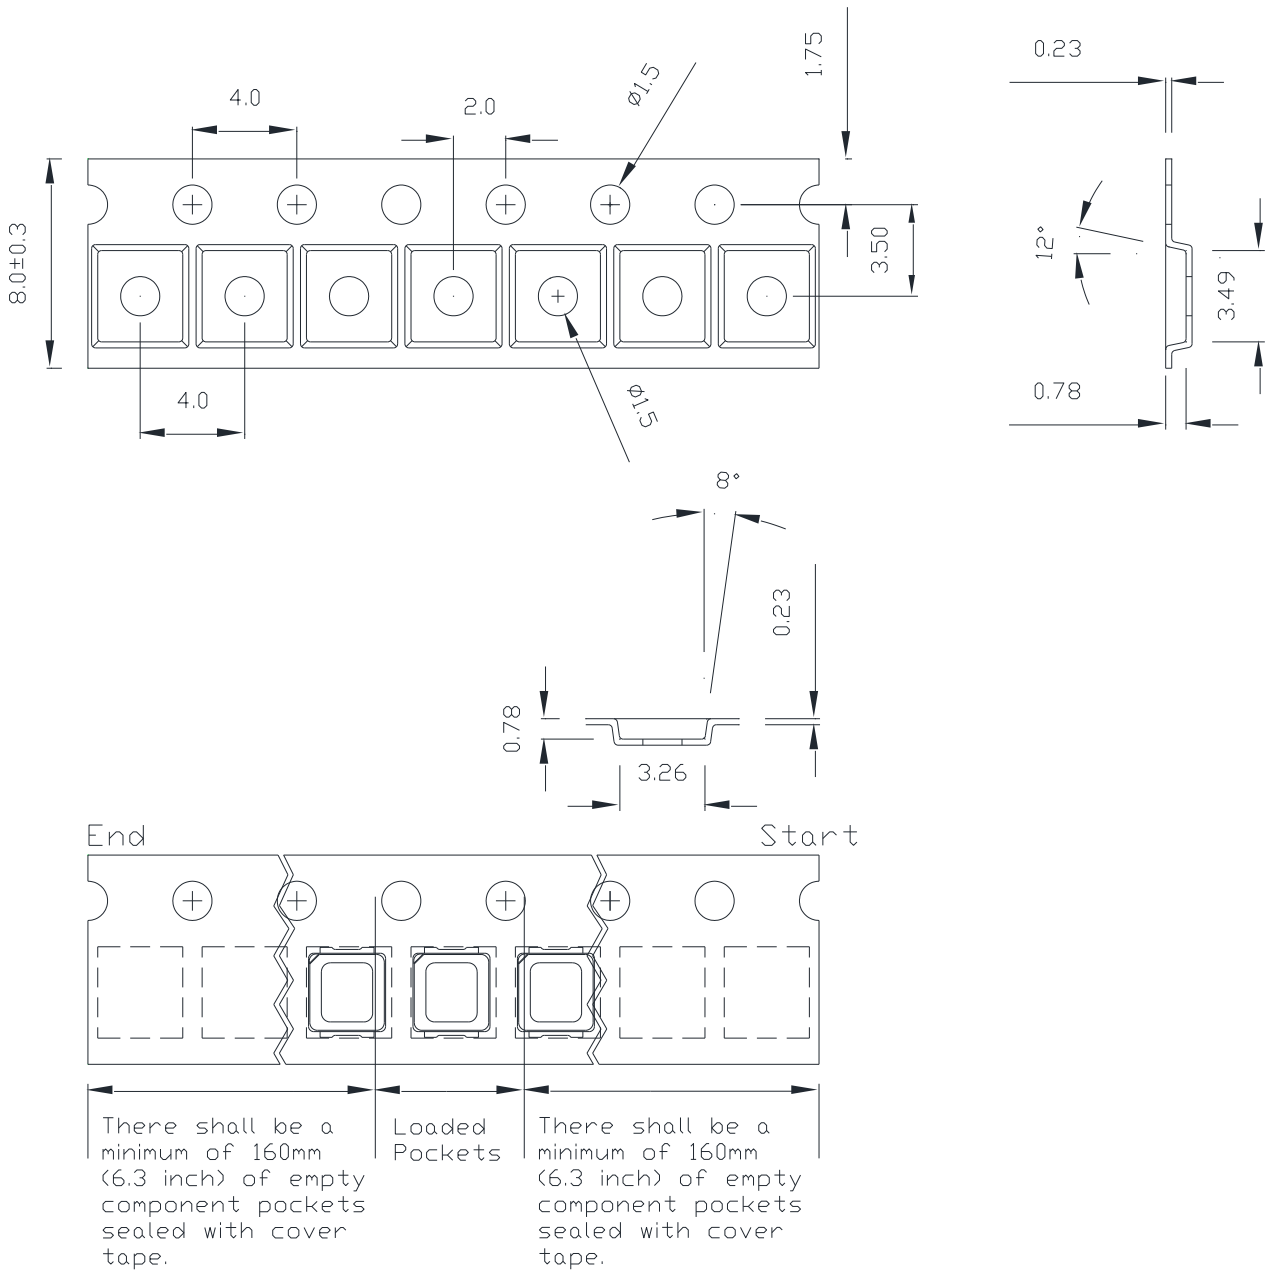 1.75
0.23
4.0
2.0
ø1.5
8.0±0.3
3.50
12°
3.49
4.0
ø1.5
0.78
8°
0.23
0.78
3.26
End
Start
There shall be a
minimum of 160mm
(6.3 inch) of empty
component pockets
sealed with cover
tape.
Loaded
Pockets
There shall be a
minimum of 160mm
(6.3 inch) of empty
component pockets
sealed with cover
tape.